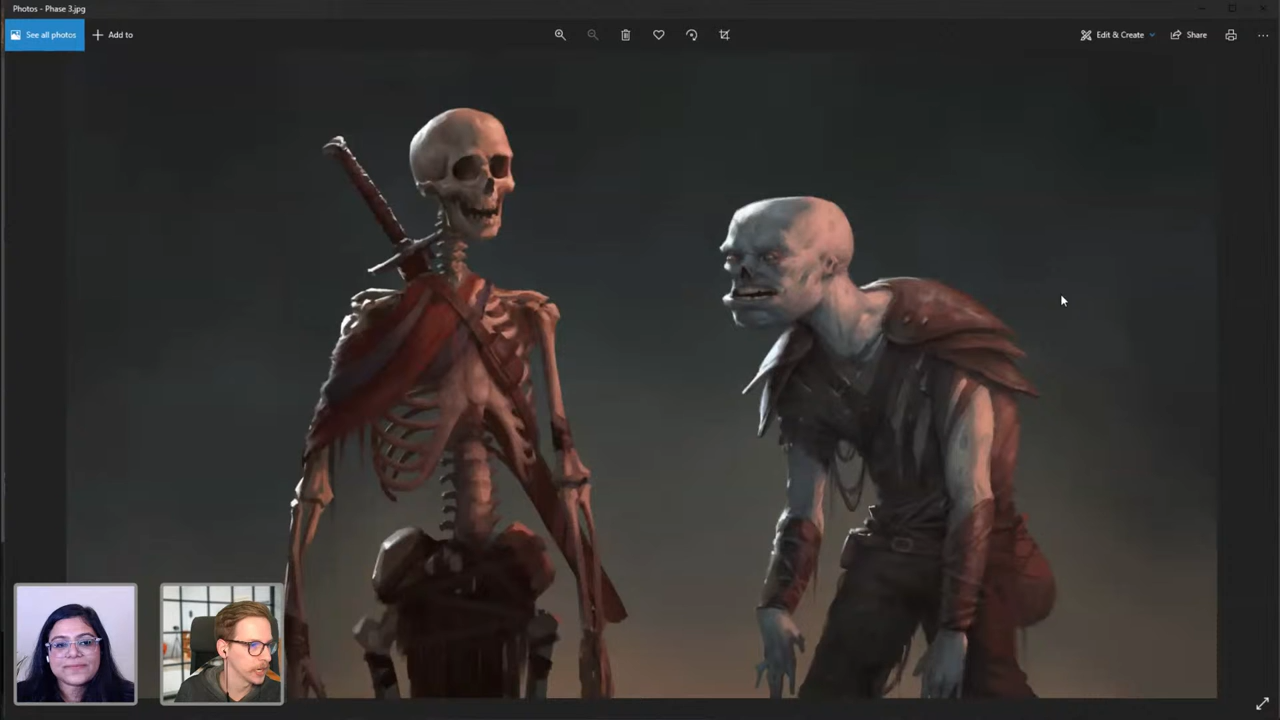 Photos - Phase 3.jpg
See all photos
Add to
Edit & Create
Share